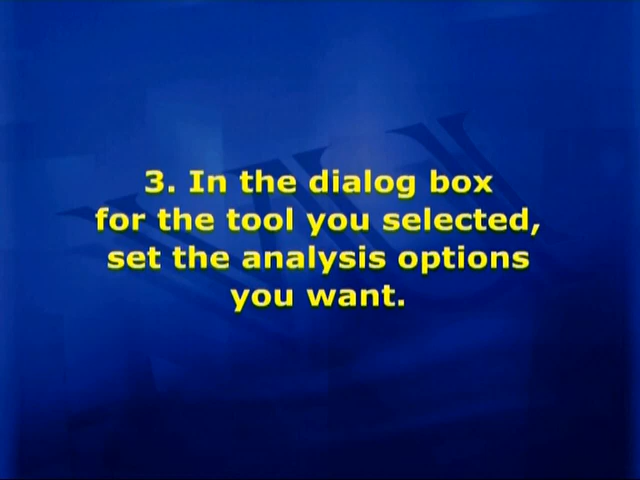 3. In the dialog box
for the tool you selected,
set the analysis options
you want.